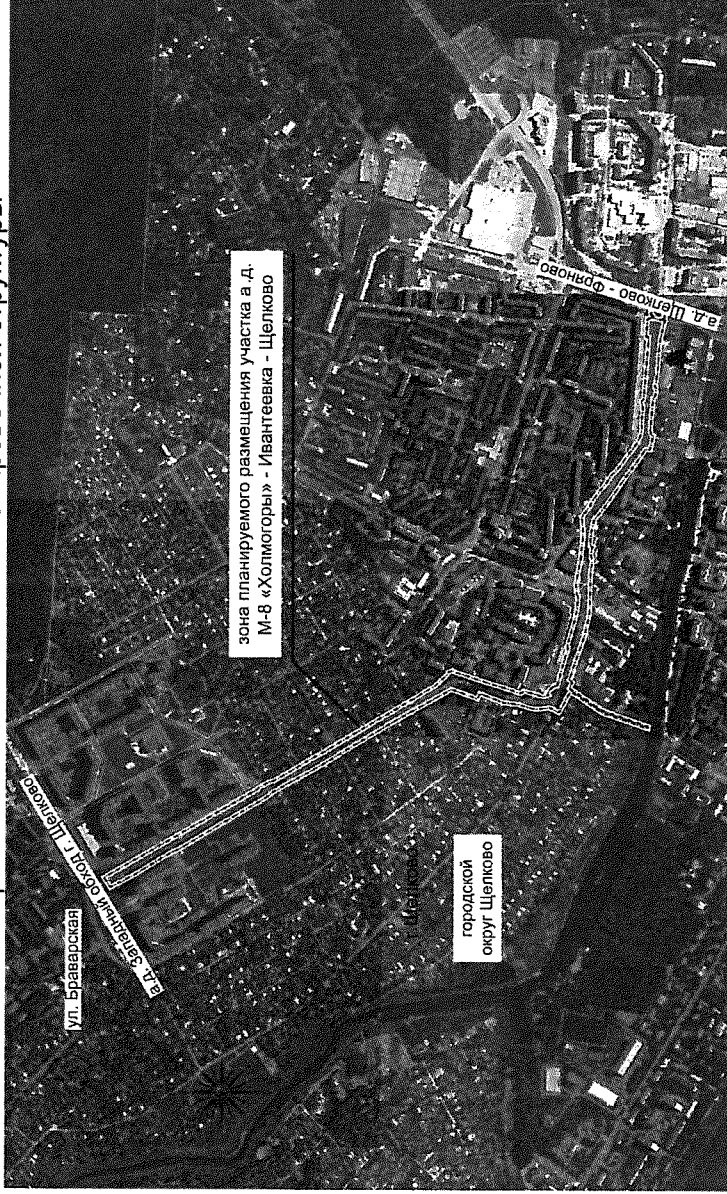 ул. Браварская
а.д. Западный обход г. Щелково
зона планируемого размещения участка а.д.
М-8 «Холмогоры» - Ивантеевка - Щелково
а.д. Щелково - Фряново
г. Щелково
городской
округ Щелково